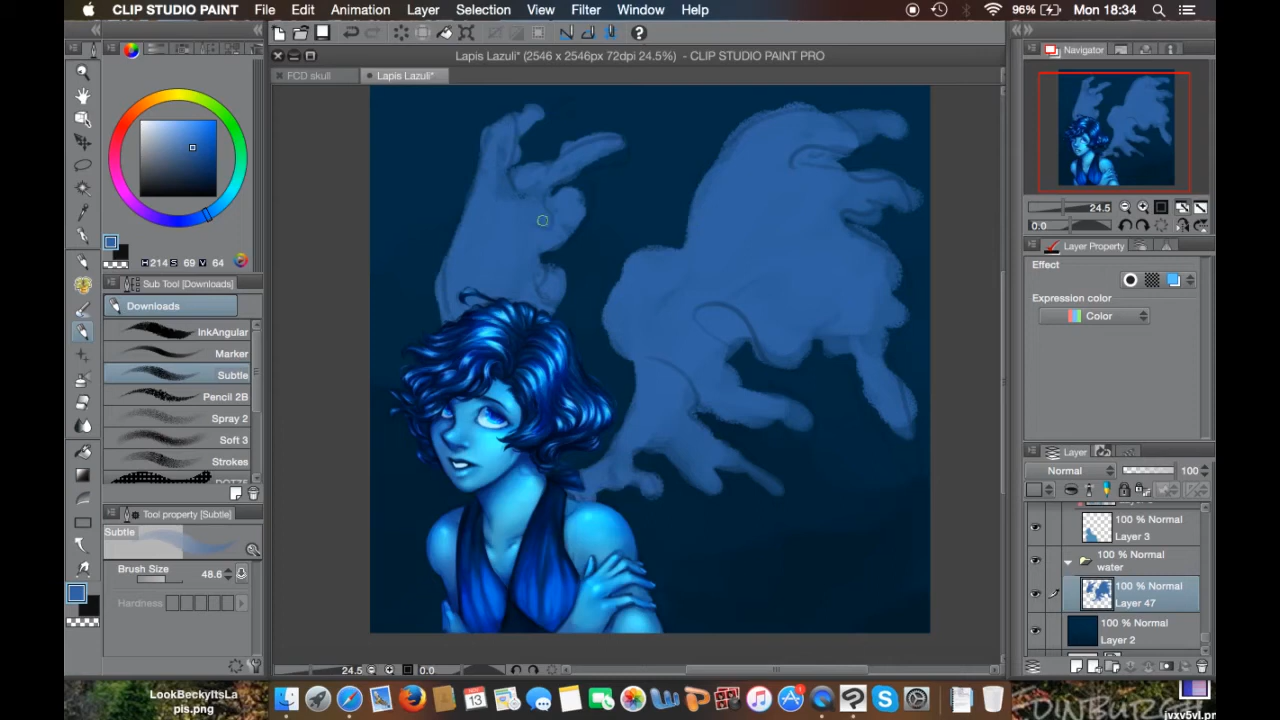 CLIP STUDIO PAINT File Edit Animation Layer Selection View Filter Window Help 96% Mon 18:34
Lapis Lazuli* (2546 x 2546px 72dpi 24.5%) - CLIP STUDIO PAINT PRO
FCD skull Lapis Lazuli*
Navigator
24.5
0.0
H 214 S 69 V 64
Sub Tool [Downloads]
Downloads
InkAngular
Marker
Subtle
Pencil 2B
Spray 2
Soft 3
Strokes
Tool property [Subtle]
Subtle
Brush Size 48.6
Hardness
Layer Property
Effect
Expression color
Color
Layer
Normal 100
100 % Normal
Layer 3
100 % Normal
water
100 % Normal
Layer 47
100 % Normal
Layer 2
24.5 0.0
LookBeckyItsLa
pis.png
13
DINBURGH
jvxv5vl.pn